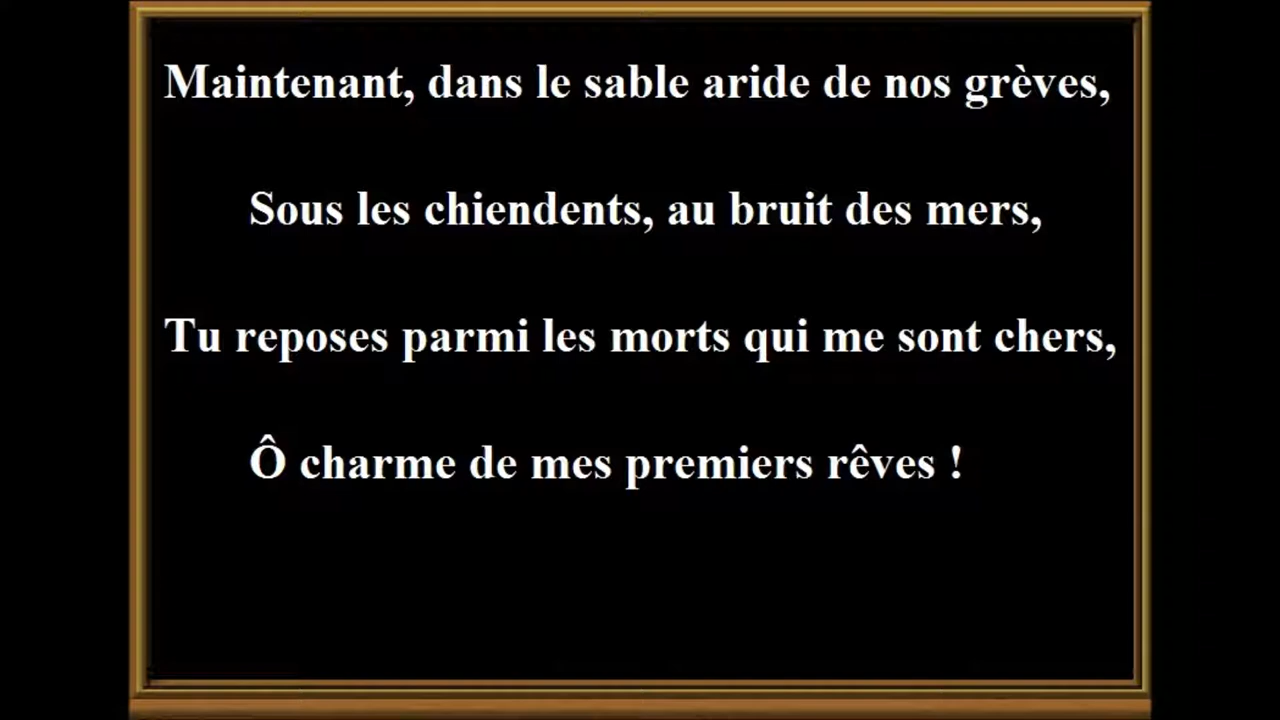 Maintenant, dans le sable aride de nos grèves,
Sous les chiendents, au bruit des mers,
Tu reposes parmi les morts qui me sont chers,
Ô charme de mes premiers rêves !